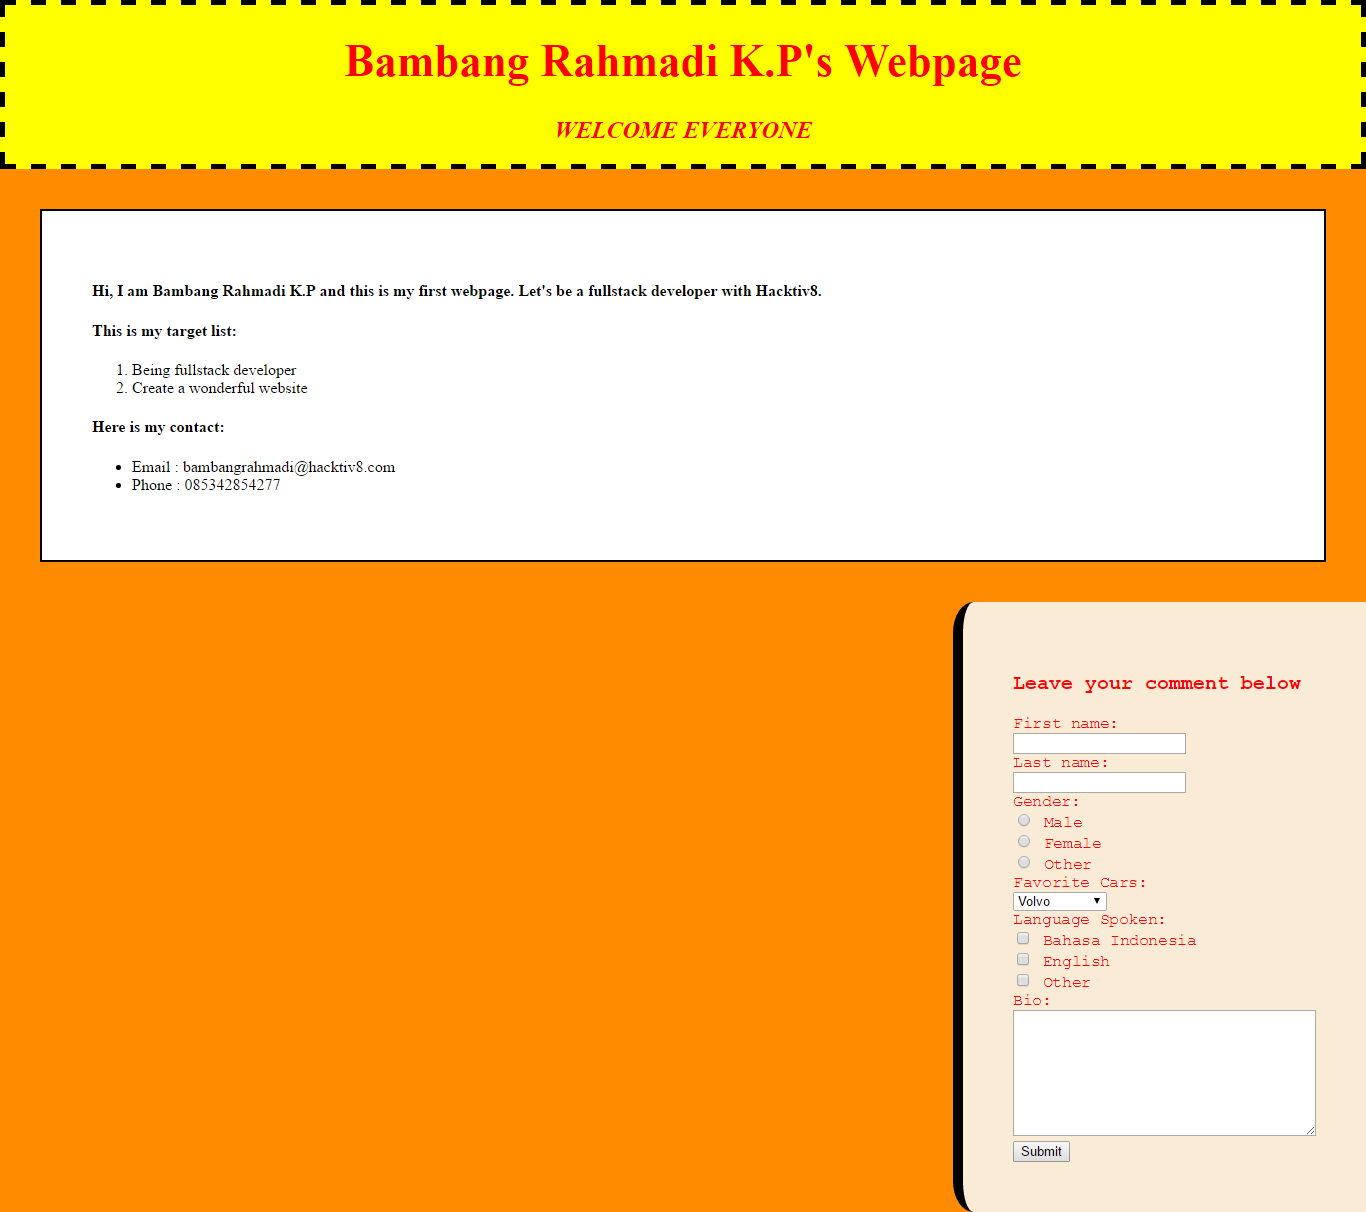 Bambang Rahmadi K.P's Webpage
WELCOME EVERYONE
Hi, I am Bambang Rahmadi K.P and this is my first webpage. Let's be a fullstack developer with Hacktiv8.
This is my target list:
1. Being fullstack developer
2. Create a wonderful website
Here is my contact:
• Email : bambangrahmadi@hacktiv8.com
• Phone : 085342854277
Leave your comment below
First name:
Last name:
Gender:
Male
Female
Other
Favorite Cars:
Volvo
Language Spoken:
Bahasa Indonesia
English
Other
Bio:
Submit